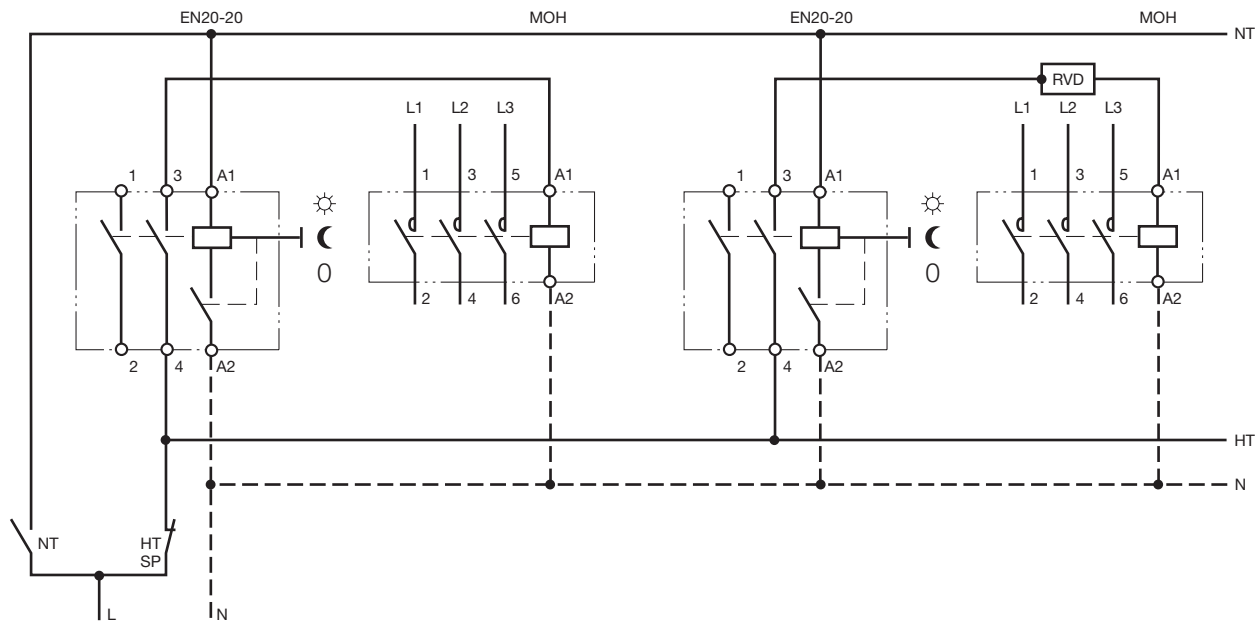 EN20-20 MOH EN20-20 MOH
NT
RVD
L1 L2 L3 L1 L2 L3
1 3 A1 1 3 5 A1 1 3 A1 1 3 5 A1
0 0
2 4 6 A2 2 4 6 A2
2 4 A2 2 4 A2
HT
N
NT HT
SP
L N